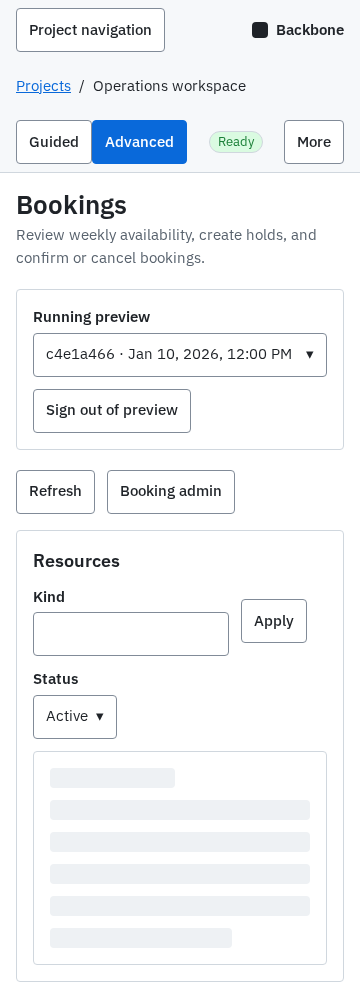 Project navigation
Backbone
Projects / Operations workspace
Guided
Advanced
Ready
More
Bookings
Review weekly availability, create holds, and
confirm or cancel bookings.
Running preview
c4e1a466 · Jan 10, 2026, 12:00 PM ▾
Sign out of preview
Refresh
Booking admin
Resources
Kind
Apply
Status
Active ▾